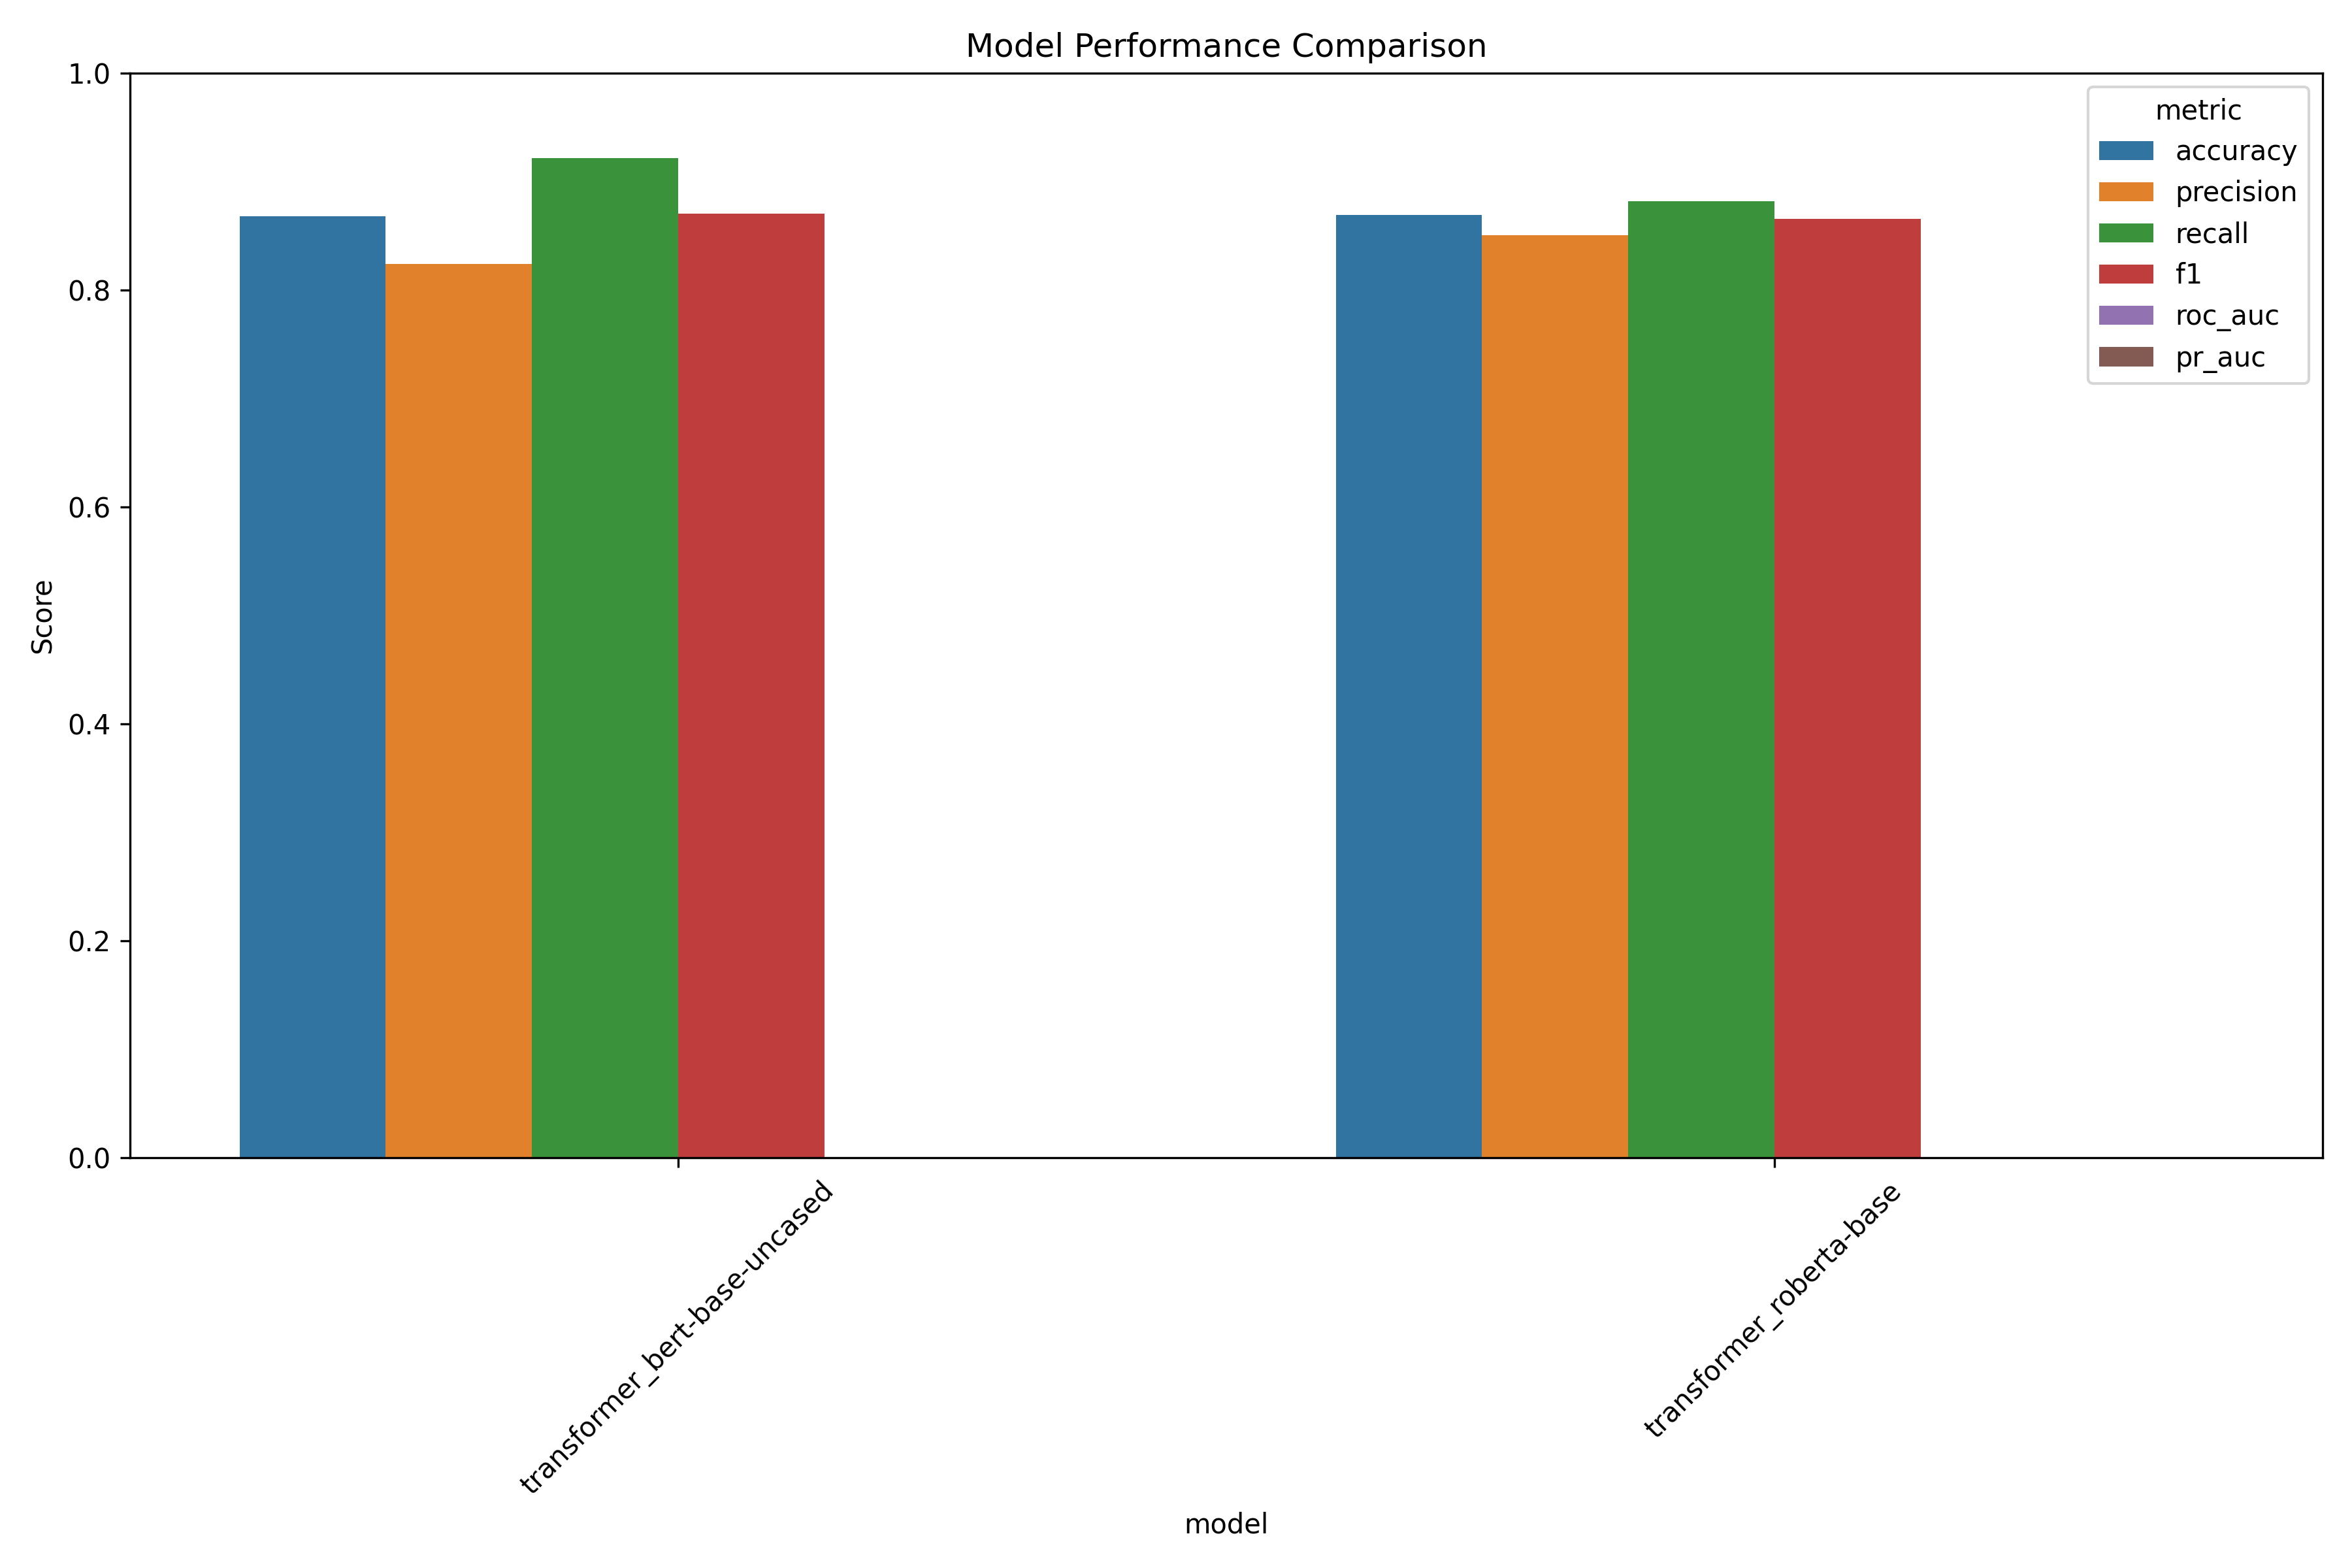 Model Performance Comparison
1.0
0.8
0.6
0.4
0.2
0.0
Score
metric
accuracy
precision
recall
f1
roc_auc
pr_auc
transformer_bert-base-uncased
transformer_roberta-base
model